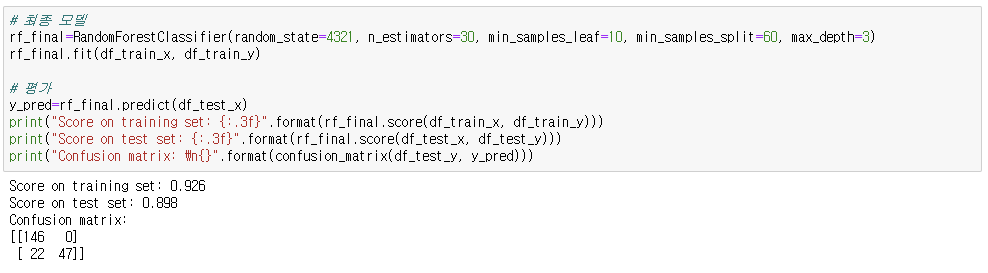 # 최종 모델
rf_final=RandomForestClassifier(random_state=4321, n_estimators=30, min_samples_leaf=10, min_samples_split=60, max_depth=3)
rf_final.fit(df_train_x, df_train_y)
# 평가
y_pred=rf_final.predict(df_test_x)
print("Score on training set: {:.3f}".format(rf_final.score(df_train_x, df_train_y)))
print("Score on test set: {:.3f}".format(rf_final.score(df_test_x, df_test_y)))
print("Confusion matrix: ₩n{}".format(confusion_matrix(df_test_y, y_pred)))
Score on training set: 0.926
Score on test set: 0.898
Confusion matrix:
[[146   0]
 [ 22  47]]